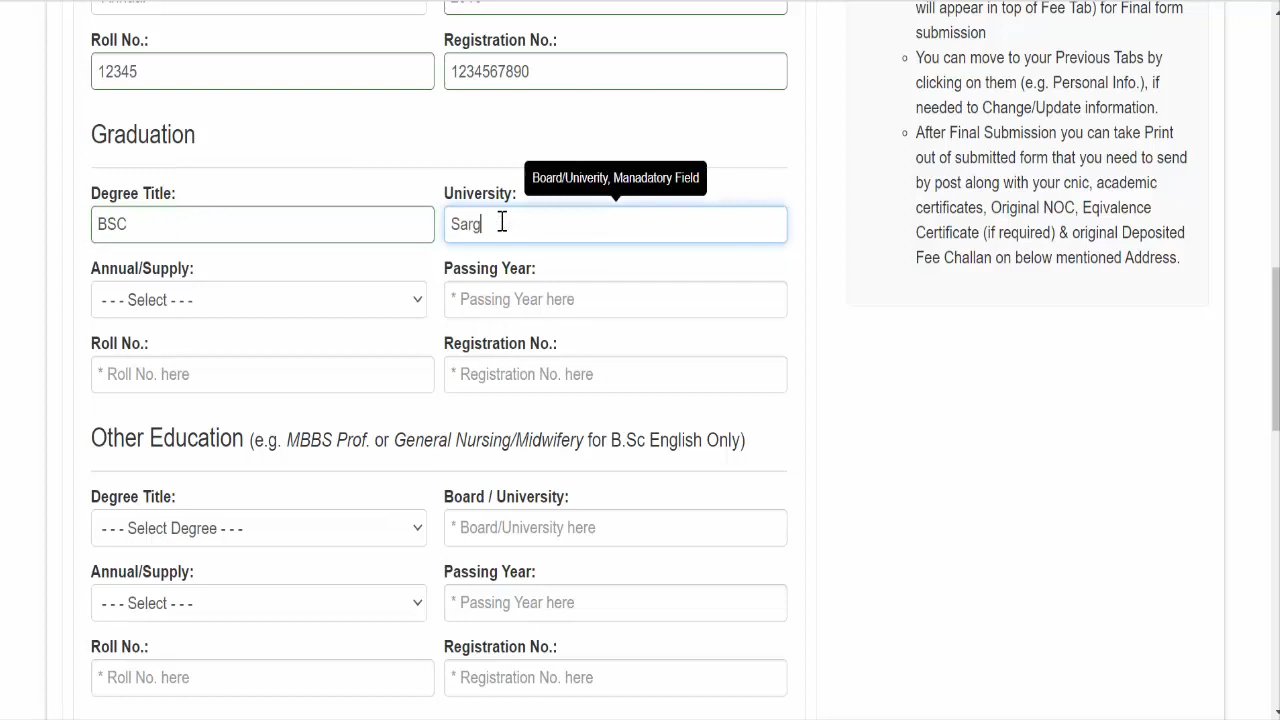 Roll No.:
Registration No.:
12345
1234567890
Graduation
Board/Univerity, Manadatory Field
Degree Title:
University:
BSC
Sarg
Annual/Supply:
Passing Year:
- - - Select - - -
* Passing Year here
Roll No.:
Registration No.:
* Roll No. here
* Registration No. here
Other Education (e.g. MBBS Prof. or General Nursing/Midwifery for B.Sc English Only)
Degree Title:
Board / University:
- - - Select Degree - - -
* Board/University here
Annual/Supply:
Passing Year:
- - - Select - - -
* Passing Year here
Roll No.:
Registration No.:
* Roll No. here
* Registration No. here
will appear in top of Fee Tab) for Final form
submission
You can move to your Previous Tabs by
clicking on them (e.g. Personal Info.), if
needed to Change/Update information.
After Final Submission you can take Print
out of submitted form that you need to send
by post along with your cnic, academic
certificates, Original NOC, Eqivalence
Certificate (if required) & original Deposited
Fee Challan on below mentioned Address.